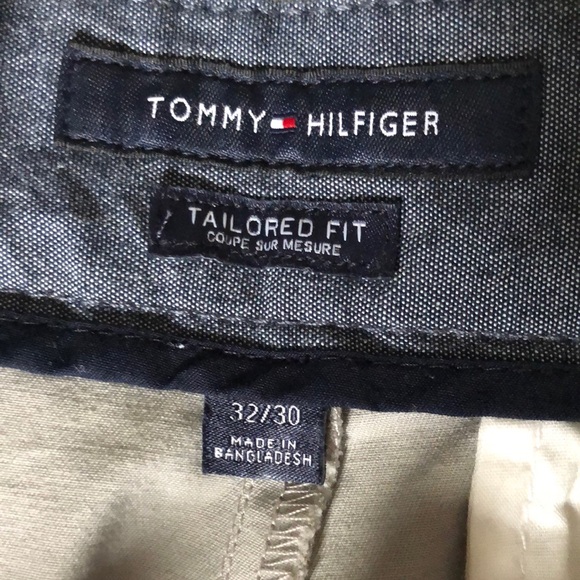 TOMMY HILFIGER
TAILORED FIT
COUPE SUR MESURE
32/30
MADE IN
BANGLADESH